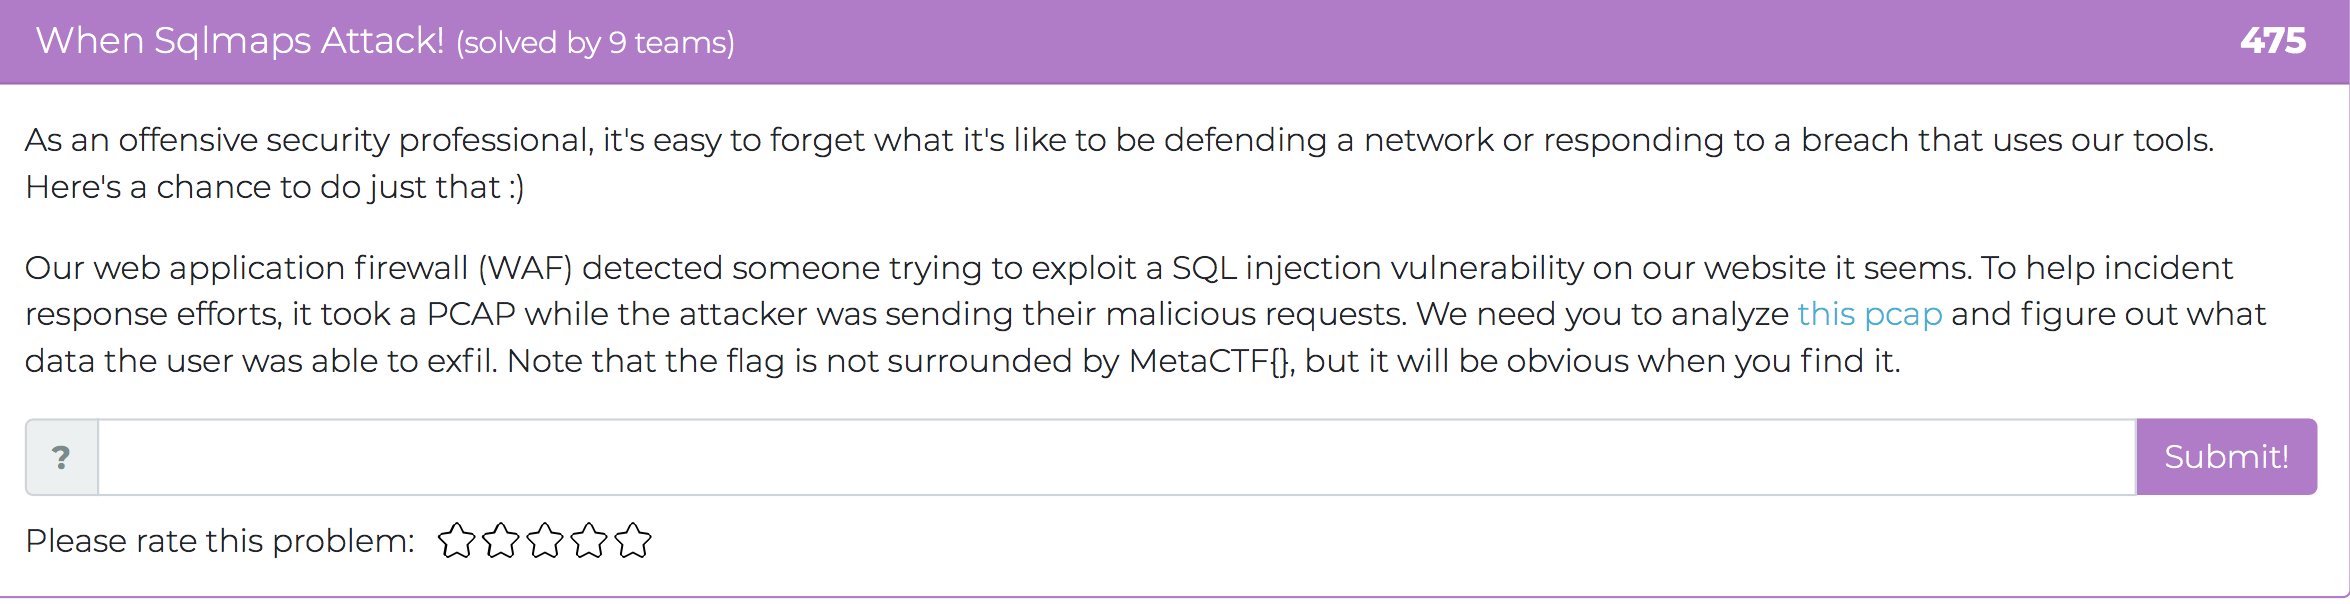 When Sqlmaps Attack! (solved by 9 teams) 475
As an offensive security professional, it's easy to forget what it's like to be defending a network or responding to a breach that uses our tools.
Here's a chance to do just that :)
Our web application firewall (WAF) detected someone trying to exploit a SQL injection vulnerability on our website it seems. To help incident
response efforts, it took a PCAP while the attacker was sending their malicious requests. We need you to analyze this pcap and figure out what
data the user was able to exfil. Note that the flag is not surrounded by MetaCTF{}, but it will be obvious when you find it.
? Submit!
Please rate this problem: